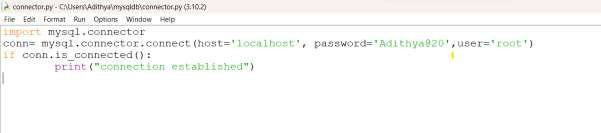 connector.py - C:\Users\Adithya\mysqldb\connector.py (3.10.2)
File Edit Format Run Options Window Help
import mysql.connector
conn= mysql.connector.connect(host='localhost', password='Adithya@20',user='root')
if conn.is_connected():
        print("connection established")